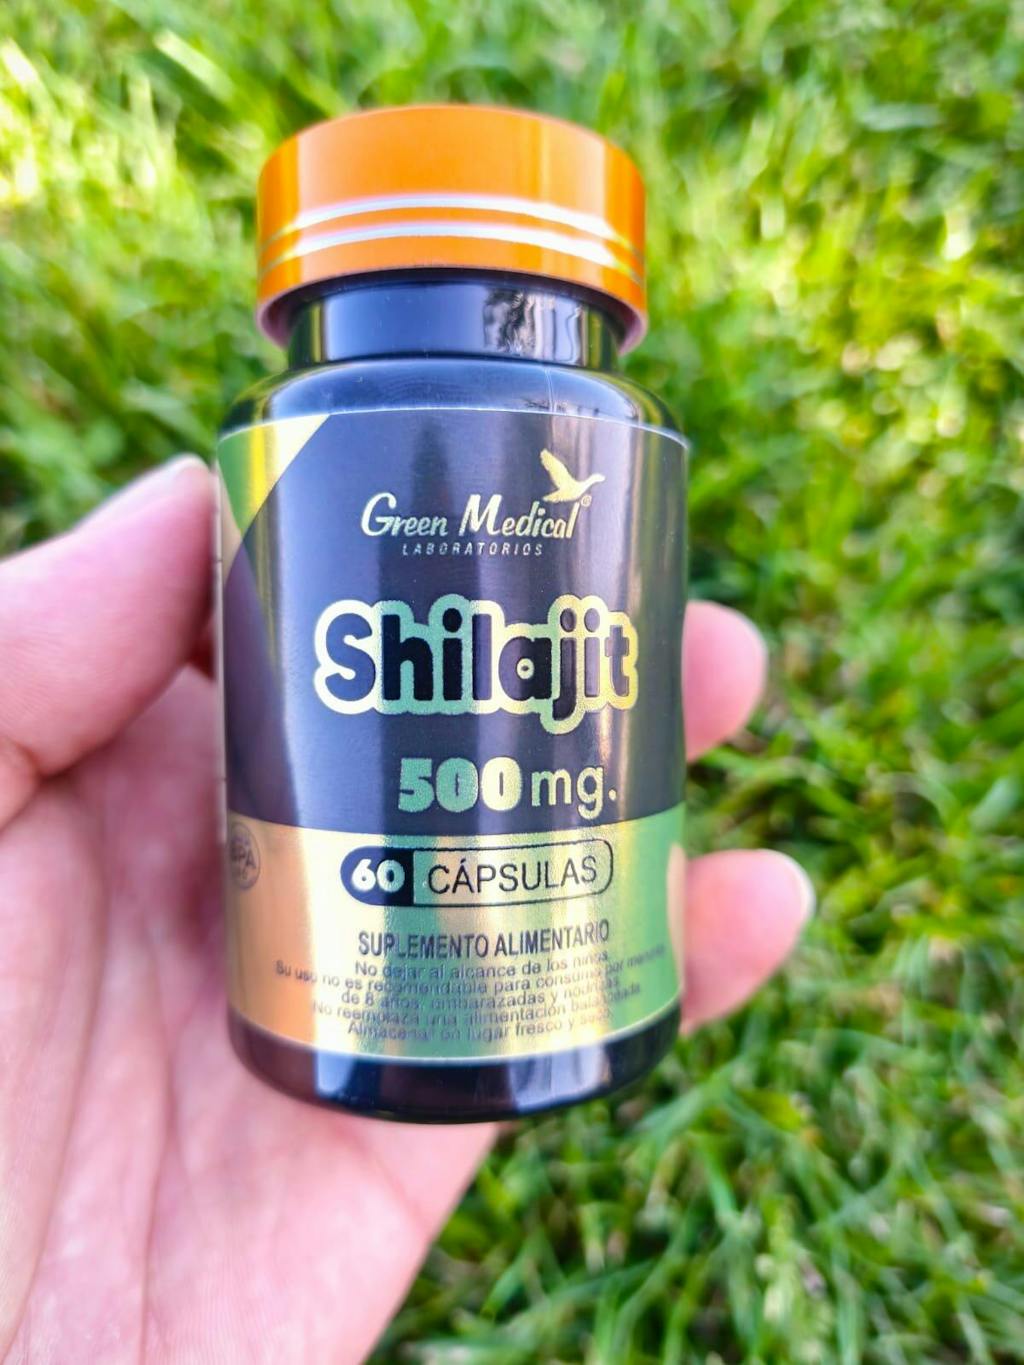 Green Medical®
LABORATORIOS
Shilajit
500mg.
60 CÁPSULAS
SUPLEMENTO ALIMENTARIO
No dejar al alcance de los niños.
Su uso no es recomendable para consumo por menores
de 8 años, embarazadas y nodrizas
No reemplaza una alimentación balanceada
Almacenar en lugar fresco y seco.